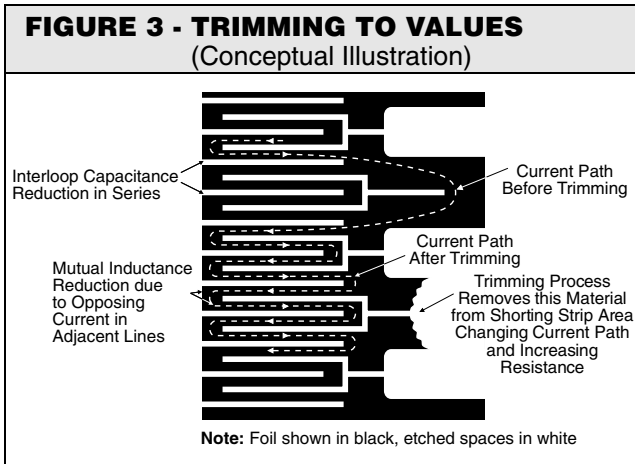 FIGURE 3 - TRIMMING TO VALUES
(Conceptual Illustration)
Interloop Capacitance
Reduction in Series
Current Path
Before Trimming
Current Path
After Trimming
Mutual Inductance
Reduction due
to Opposing
Current in
Adjacent Lines
Trimming Process
Removes this Material
from Shorting Strip Area
Changing Current Path
and Increasing
Resistance
Note: Foil shown in black, etched spaces in white